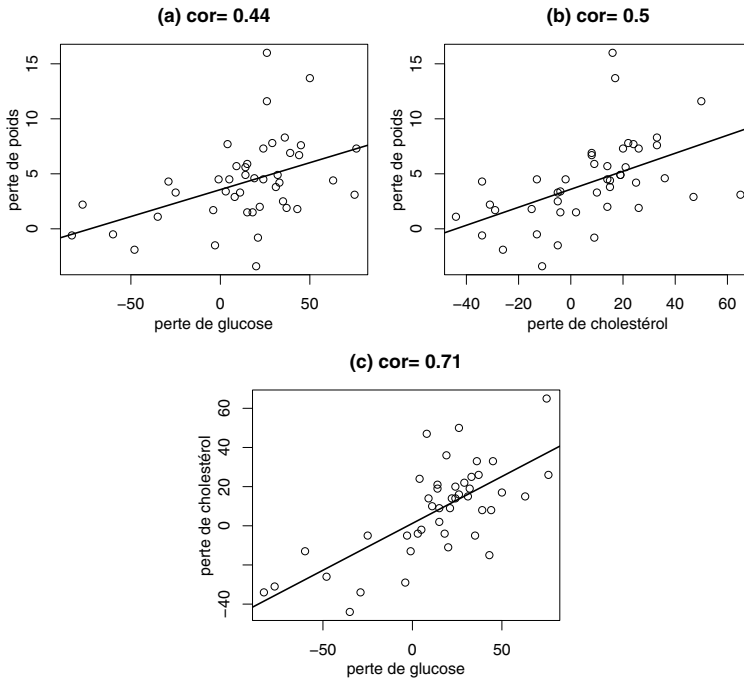 (a) cor= 0.44
perte de poids
15
10
5
0
−50
0
50
perte de glucose
(b) cor= 0.5
perte de poids
15
10
5
0
−40
−20
0
20
40
60
perte de cholestérol
(c) cor= 0.71
perte de cholestérol
60
40
20
0
−40
−50
0
50
perte de glucose